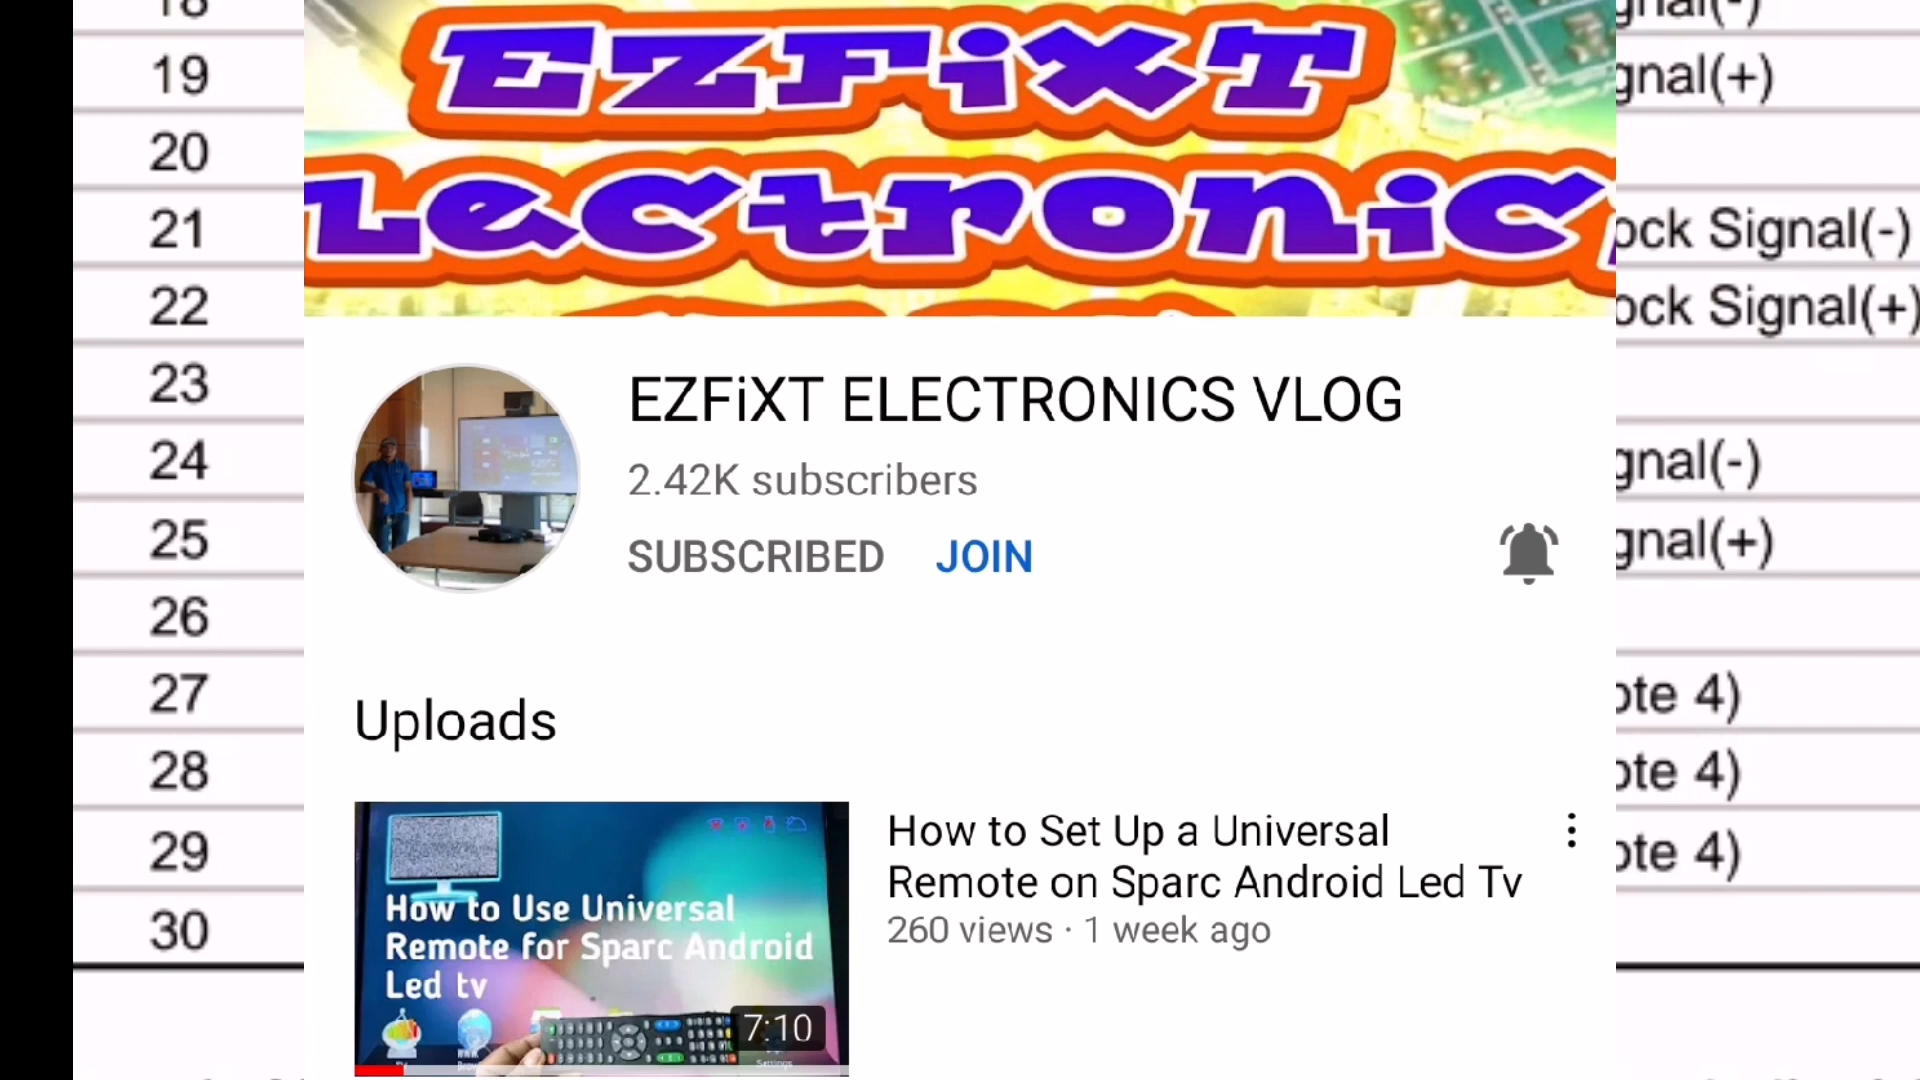 EZFiXT
Lectronic
EZFiXT ELECTRONICS VLOG
2.42K subscribers
SUBSCRIBED JOIN
Uploads
How to Use Universal
Remote for Sparc Android
Led tv
7:10
How to Set Up a Universal
Remote on Sparc Android Led Tv
260 views · 1 week ago
18
19
20
21
22
23
24
25
26
27
28
29
30
gnal(-)
gnal(+)
ock Signal(-)
ock Signal(+)
gnal(-)
gnal(+)
ote 4)
ote 4)
ote 4)